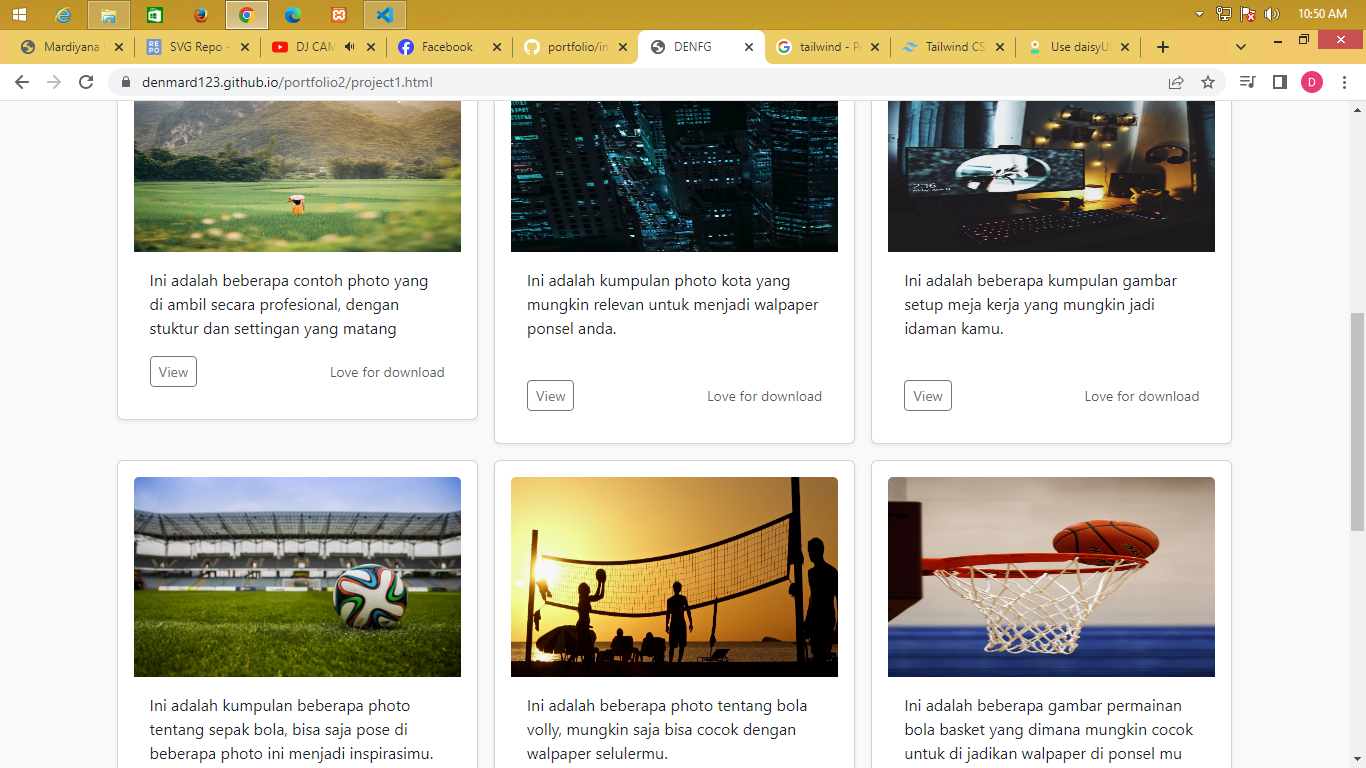 10:50 AM
Mardiyana
SVG Repo -
DJ CAM
Facebook
portfolio/in
DENFG
tailwind - P
Tailwind CS
Use daisyU
denmard123.github.io/portfolio2/project1.html
D
Ini adalah beberapa contoh photo yang
di ambil secara profesional, dengan
stuktur dan settingan yang matang
View
Love for download
Ini adalah kumpulan photo kota yang
mungkin relevan untuk menjadi walpaper
ponsel anda.
View
Love for download
Ini adalah beberapa kumpulan gambar
setup meja kerja yang mungkin jadi
idaman kamu.
View
Love for download
Ini adalah kumpulan beberapa photo
tentang sepak bola, bisa saja pose di
beberapa photo ini menjadi inspirasimu.
Ini adalah beberapa photo tentang bola
volly, mungkin saja bisa cocok dengan
walpaper selulermu.
Ini adalah beberapa gambar permainan
bola basket yang dimana mungkin cocok
untuk di jadikan walpaper di ponsel mu